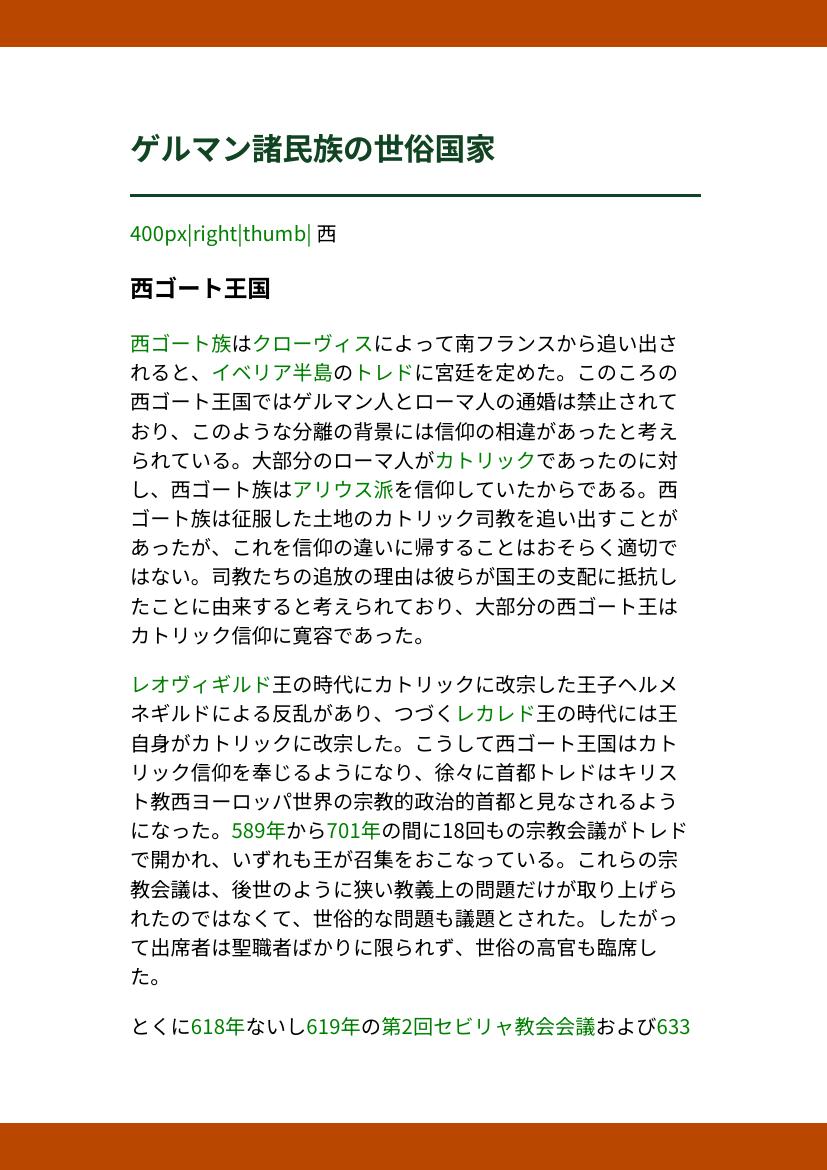 ゲルマン諸民族の世俗国家
400px|right|thumb| 西
西ゴート王国
西ゴート族はクローヴィスによって南フランスから追い出さ
れると、イベリア半島のトレドに宮廷を定めた。このころの
西ゴート王国ではゲルマン人とローマ人の通婚は禁止されて
おり、このような分離の背景には信仰の相違があったと考え
られている。大部分のローマ人がカトリックであったのに対
し、西ゴート族はアリウス派を信仰していたからである。西
ゴート族は征服した土地のカトリック司教を追い出すことが
あったが、これを信仰の違いに帰することはおそらく適切で
はない。司教たちの追放の理由は彼らが国王の支配に抵抗し
たことに由来すると考えられており、大部分の西ゴート王は
カトリック信仰に寛容であった。
レオヴィギルド王の時代にカトリックに改宗した王子ヘルメ
ネギルドによる反乱があり、つづくレカレド王の時代には王
自身がカトリックに改宗した。こうして西ゴート王国はカト
リック信仰を奉じるようになり、徐々に首都トレドはキリス
ト教西ヨーロッパ世界の宗教的政治的首都と見なされるよう
になった。589年から701年の間に18回もの宗教会議がトレド
で開かれ、いずれも王が召集をおこなっている。これらの宗
教会議は、後世のように狭い教義上の問題だけが取り上げら
れたのではなくて、世俗的な問題も議題とされた。したがっ
て出席者は聖職者ばかりに限られず、世俗の高官も臨席し
た。
とくに618年ないし619年の第2回セビリャ教会会議および633